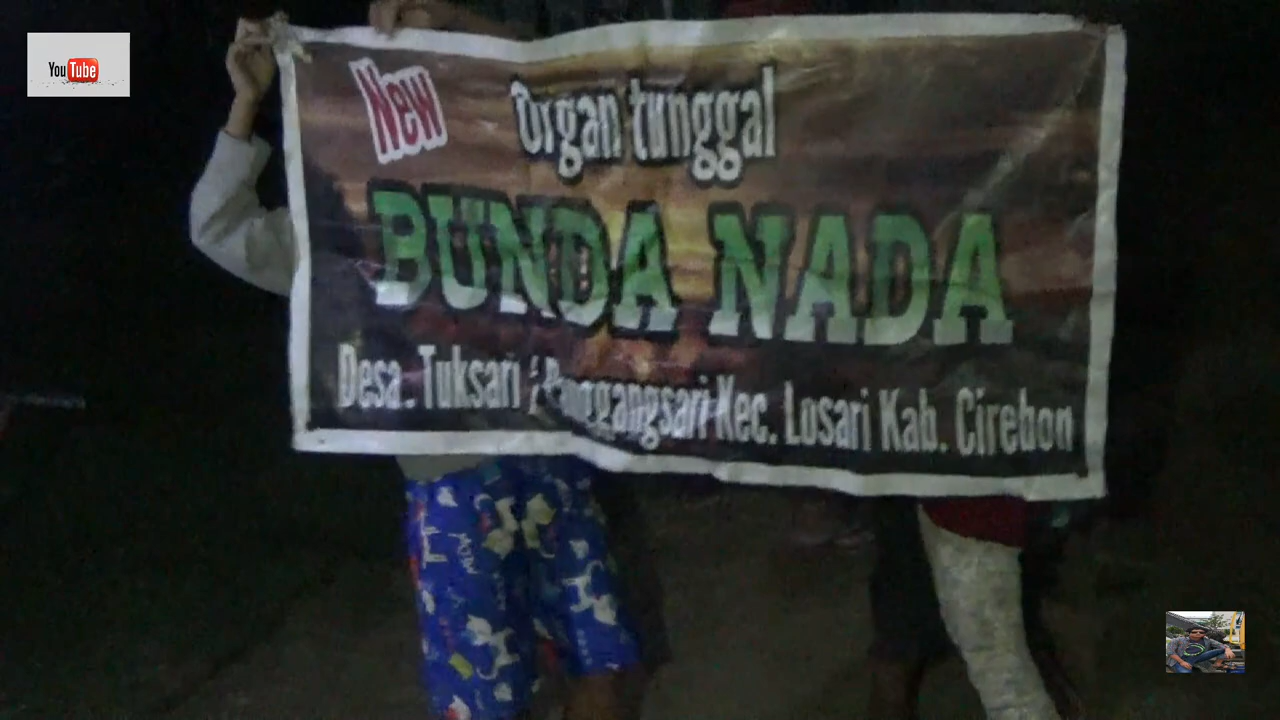 YouTube
New
Organ tunggal
BUNDA NADA
Desa. Tuksari / Panggangsari Kec. Losari Kab. Cirebon